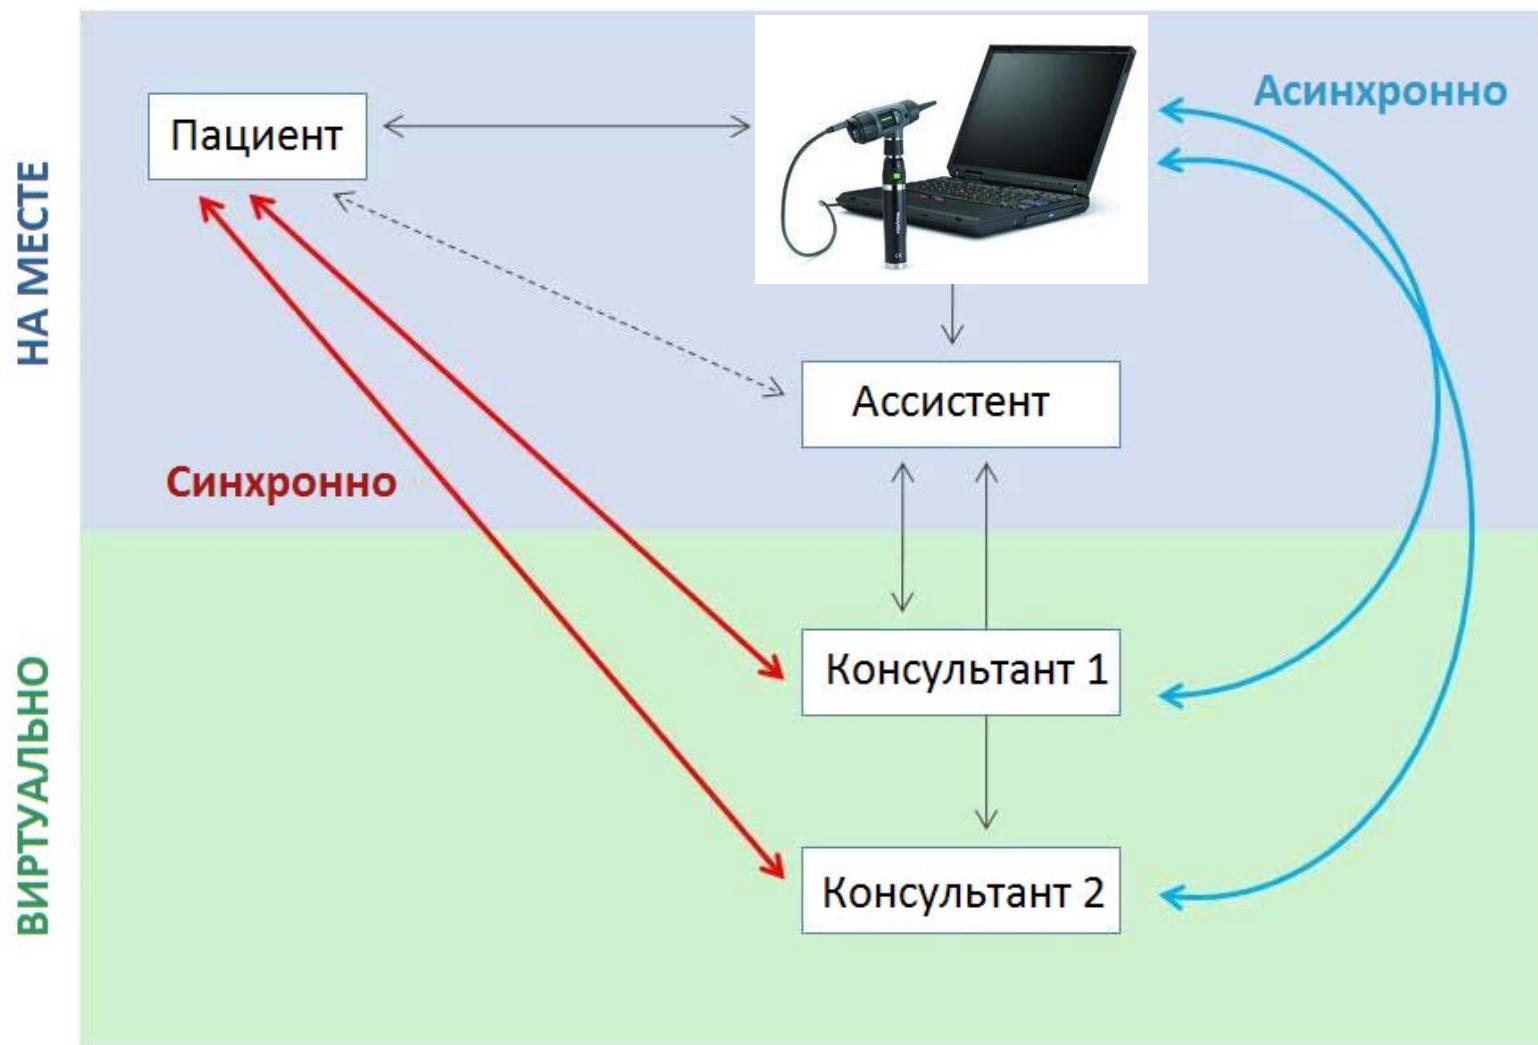 Асинхронно
Пациент
НА МЕСТЕ
Ассистент
Синхронно
Консультант 1
ВИРТУАЛЬНО
Консультант 2